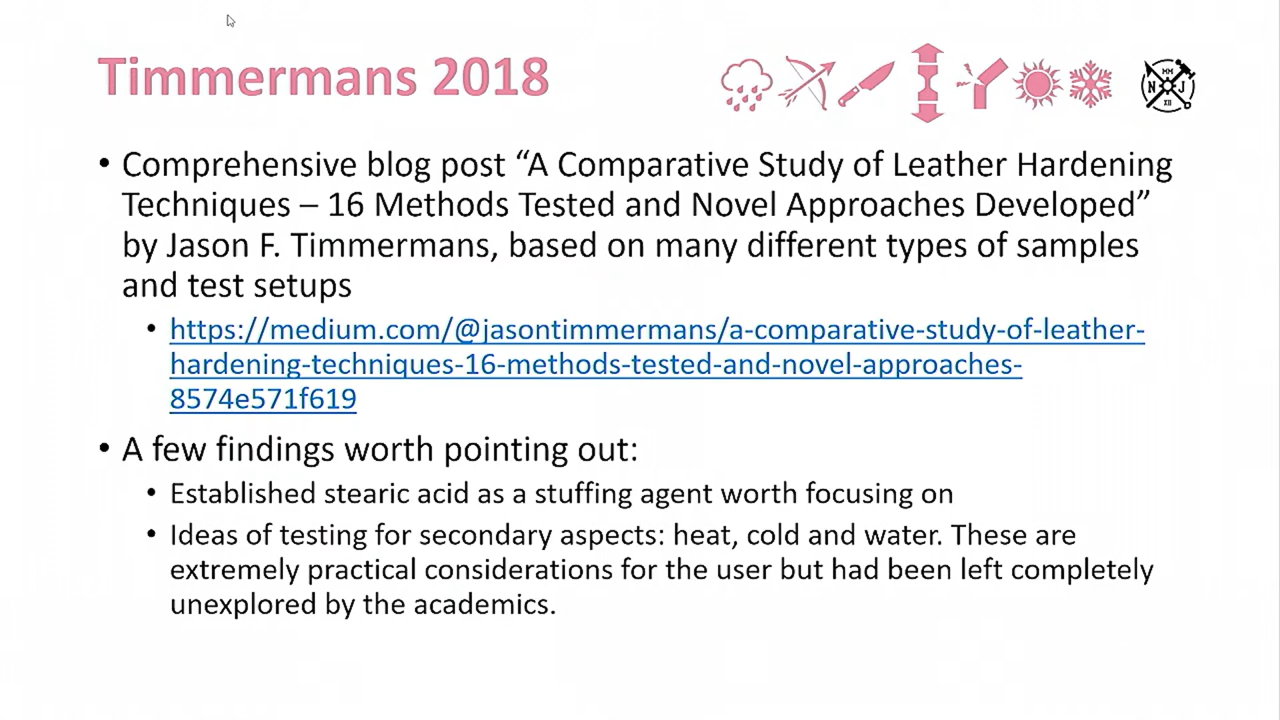 Timmermans 2018
MM
N J
XII
• Comprehensive blog post “A Comparative Study of Leather Hardening
Techniques – 16 Methods Tested and Novel Approaches Developed”
by Jason F. Timmermans, based on many different types of samples
and test setups
• https://medium.com/@jasontimmermans/a-comparative-study-of-leather-
hardening-techniques-16-methods-tested-and-novel-approaches-
8574e571f619
• A few findings worth pointing out:
• Established stearic acid as a stuffing agent worth focusing on
• Ideas of testing for secondary aspects: heat, cold and water. These are
extremely practical considerations for the user but had been left completely
unexplored by the academics.